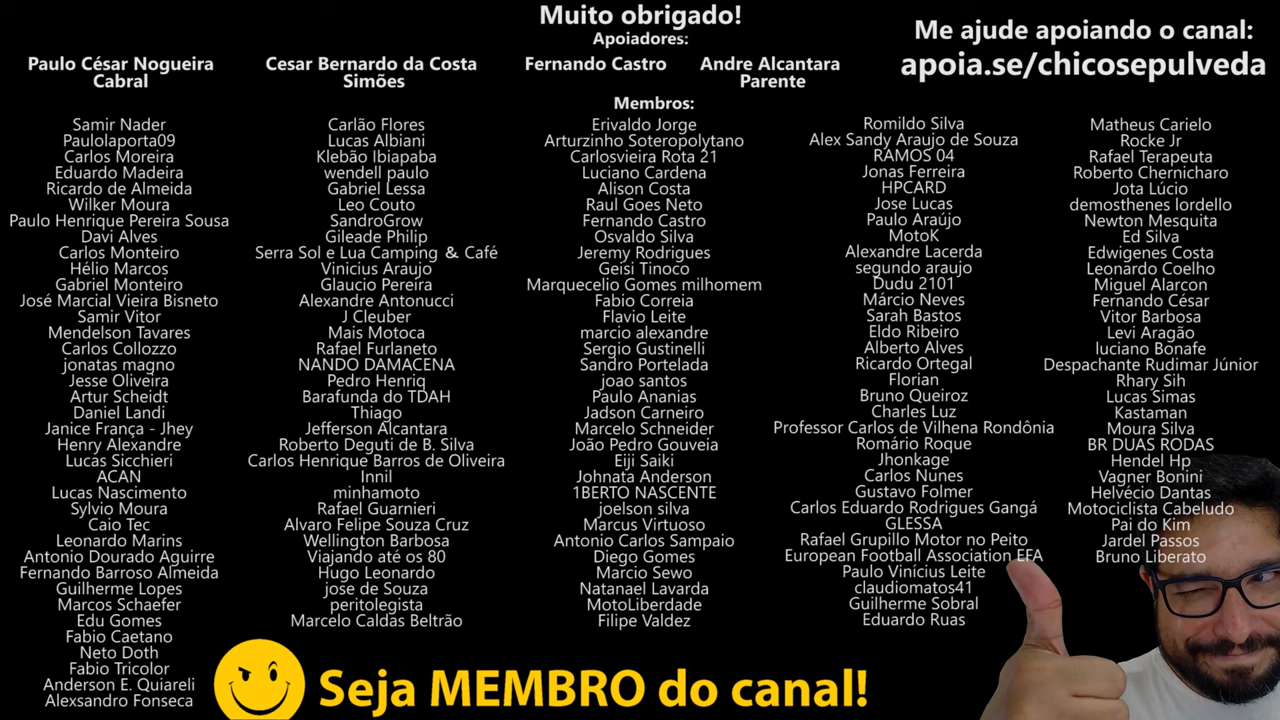 Muito obrigado!
Apoiadores:
Me ajude apoiando o canal:
apoia.se/chicosepulveda
Paulo César Nogueira
Cabral
Cesar Bernardo da Costa
Simões
Fernando Castro
Andre Alcantara
Parente
Membros:
Samir Nader
Paulolaporta09
Carlos Moreira
Eduardo Madeira
Ricardo de Almeida
Wilker Moura
Paulo Henrique Pereira Sousa
Davi Alves
Carlos Monteiro
Hélio Marcos
Gabriel Monteiro
José Marcial Vieira Bisneto
Samir Vitor
Mendelson Tavares
Carlos Collozzo
jonatas magno
Jesse Oliveira
Artur Scheidt
Daniel Landi
Janice França - Jhey
Henry Alexandre
Lucas Sicchieri
ACAN
Lucas Nascimento
Sylvio Moura
Caio Tec
Leonardo Marins
Antonio Dourado Aguirre
Fernando Barroso Almeida
Guilherme Lopes
Marcos Schaefer
Edu Gomes
Fabio Caetano
Neto Doth
Fabio Tricolor
Anderson E. Quiareli
Alexsandro Fonseca
Carlão Flores
Lucas Albiani
Klebão Ibiapaba
wendell paulo
Gabriel Lessa
Leo Couto
SandroGrow
Gileade Philip
Serra Sol e Lua Camping & Café
Vinicius Araujo
Glaucio Pereira
Alexandre Antonucci
J Cleuber
Mais Motoca
Rafael Furlaneto
NANDO DAMACENA
Pedro Henriq
Barafunda do TDAH
Thiago
Jefferson Alcantara
Roberto Deguti de B. Silva
Carlos Henrique Barros de Oliveira
Innil
minhamoto
Rafael Guarnieri
Alvaro Felipe Souza Cruz
Wellington Barbosa
Viajando até os 80
Hugo Leonardo
jose de Souza
peritolegista
Marcelo Caldas Beltrão
Erivaldo Jorge
Arturzinho Soteropolytano
Carlosvieira Rota 21
Luciano Cardena
Alison Costa
Raul Goes Neto
Fernando Castro
Osvaldo Silva
Jeremy Rodrigues
Geisi Tinoco
Marquecelio Gomes milhomem
Fabio Correia
Flavio Leite
marcio alexandre
Sergio Gustinelli
Sandro Portelada
joao santos
Paulo Ananias
Jadson Carneiro
Marcelo Schneider
João Pedro Gouveia
Eiji Saiki
Johnata Anderson
1BERTO NASCENTE
joelson silva
Marcus Virtuoso
Antonio Carlos Sampaio
Diego Gomes
Marcio Sewo
Natanael Lavarda
MotoLiberdade
Filipe Valdez
Romildo Silva
Alex Sandy Araujo de Souza
RAMOS 04
Jonas Ferreira
HPCARD
Jose Lucas
Paulo Araújo
MotoK
Alexandre Lacerda
segundo araujo
Dudu 2101
Márcio Neves
Sarah Bastos
Eldo Ribeiro
Alberto Alves
Ricardo Ortegal
Florian
Bruno Queiroz
Charles Luz
Professor Carlos de Vilhena Rondônia
Romário Roque
Jhonkage
Carlos Nunes
Gustavo Folmer
Carlos Eduardo Rodrigues Gangá
GLESSA
Rafael Grupillo Motor no Peito
European Football Association EFA
Paulo Vinícius Leite
claudiomatos41
Guilherme Sobral
Eduardo Ruas
Matheus Carielo
Rocke Jr
Rafael Terapeuta
Roberto Chernicharo
Jota Lúcio
demosthenes lordello
Newton Mesquita
Ed Silva
Edwigenes Costa
Leonardo Coelho
Miguel Alarcon
Fernando César
Vitor Barbosa
Levi Aragão
luciano Bonafe
Despachante Rudimar Júnior
Rhary Sih
Lucas Simas
Kastaman
Moura Silva
BR DUAS RODAS
Hendel Hp
Vagner Bonini
Helvécio Dantas
Motociclista Cabeludo
Pai do Kim
Jardel Passos
Bruno Liberato
Seja MEMBRO do canal!